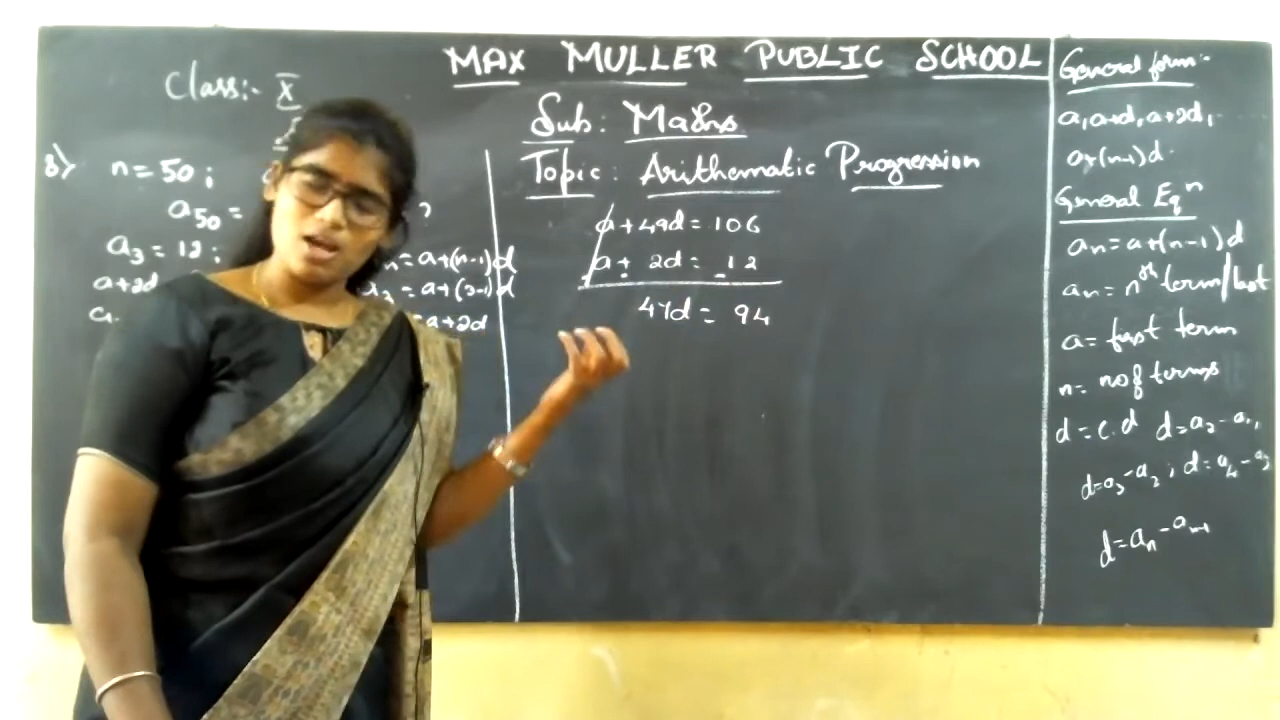 MAX MULLER PUBLIC SCHOOL
Class:- X
Sub: Maths
Topic: Arithematic Progression
8) n = 50 ;
a50 = ?
a3 = 12 ;
a+2d
a+49d = 106
a+ 2d = 12
47d = 94
n = a+(n-1)d
a3 = a+(3-1)d
= a+2d
General form:-
a, a+d, a+2d, ..
a+(n-1)d.
General Eqn
an = a+(n-1)d
an = nth term/last
a = first term
n = no of terms
d = c.d d = a2 - a1,
d = a3 - a2 ; d = a4 - a3
d = an - an-1